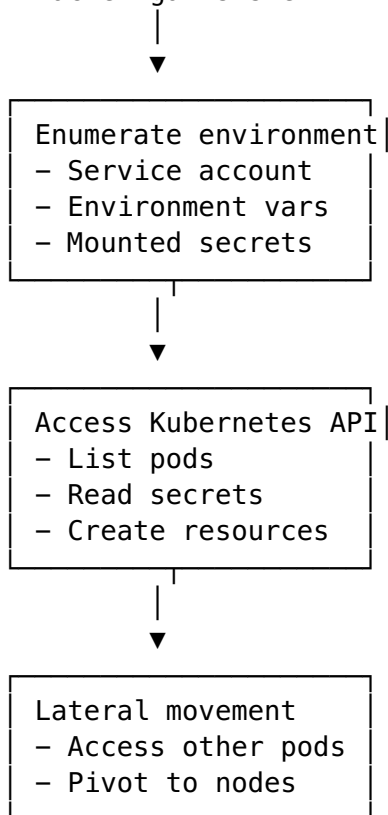 Enumerate environment
- Service account
- Environment vars
- Mounted secrets
Access Kubernetes API
- List pods
- Read secrets
- Create resources
Lateral movement
- Access other pods
- Pivot to nodes